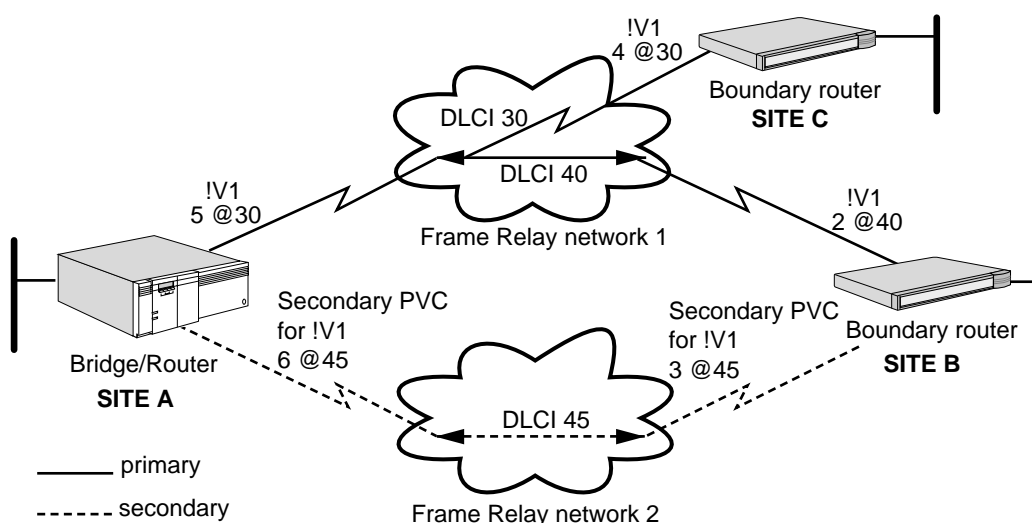 !V1
4 @30
Boundary router
SITE C
DLCI 30
DLCI 40
!V1
5 @30
!V1
2 @40
Frame Relay network 1
Secondary PVC
for !V1
6 @45
Secondary PVC
for !V1
3 @45
Boundary router
SITE B
Bridge/Router
SITE A
DLCI 45
primary
secondary
Frame Relay network 2